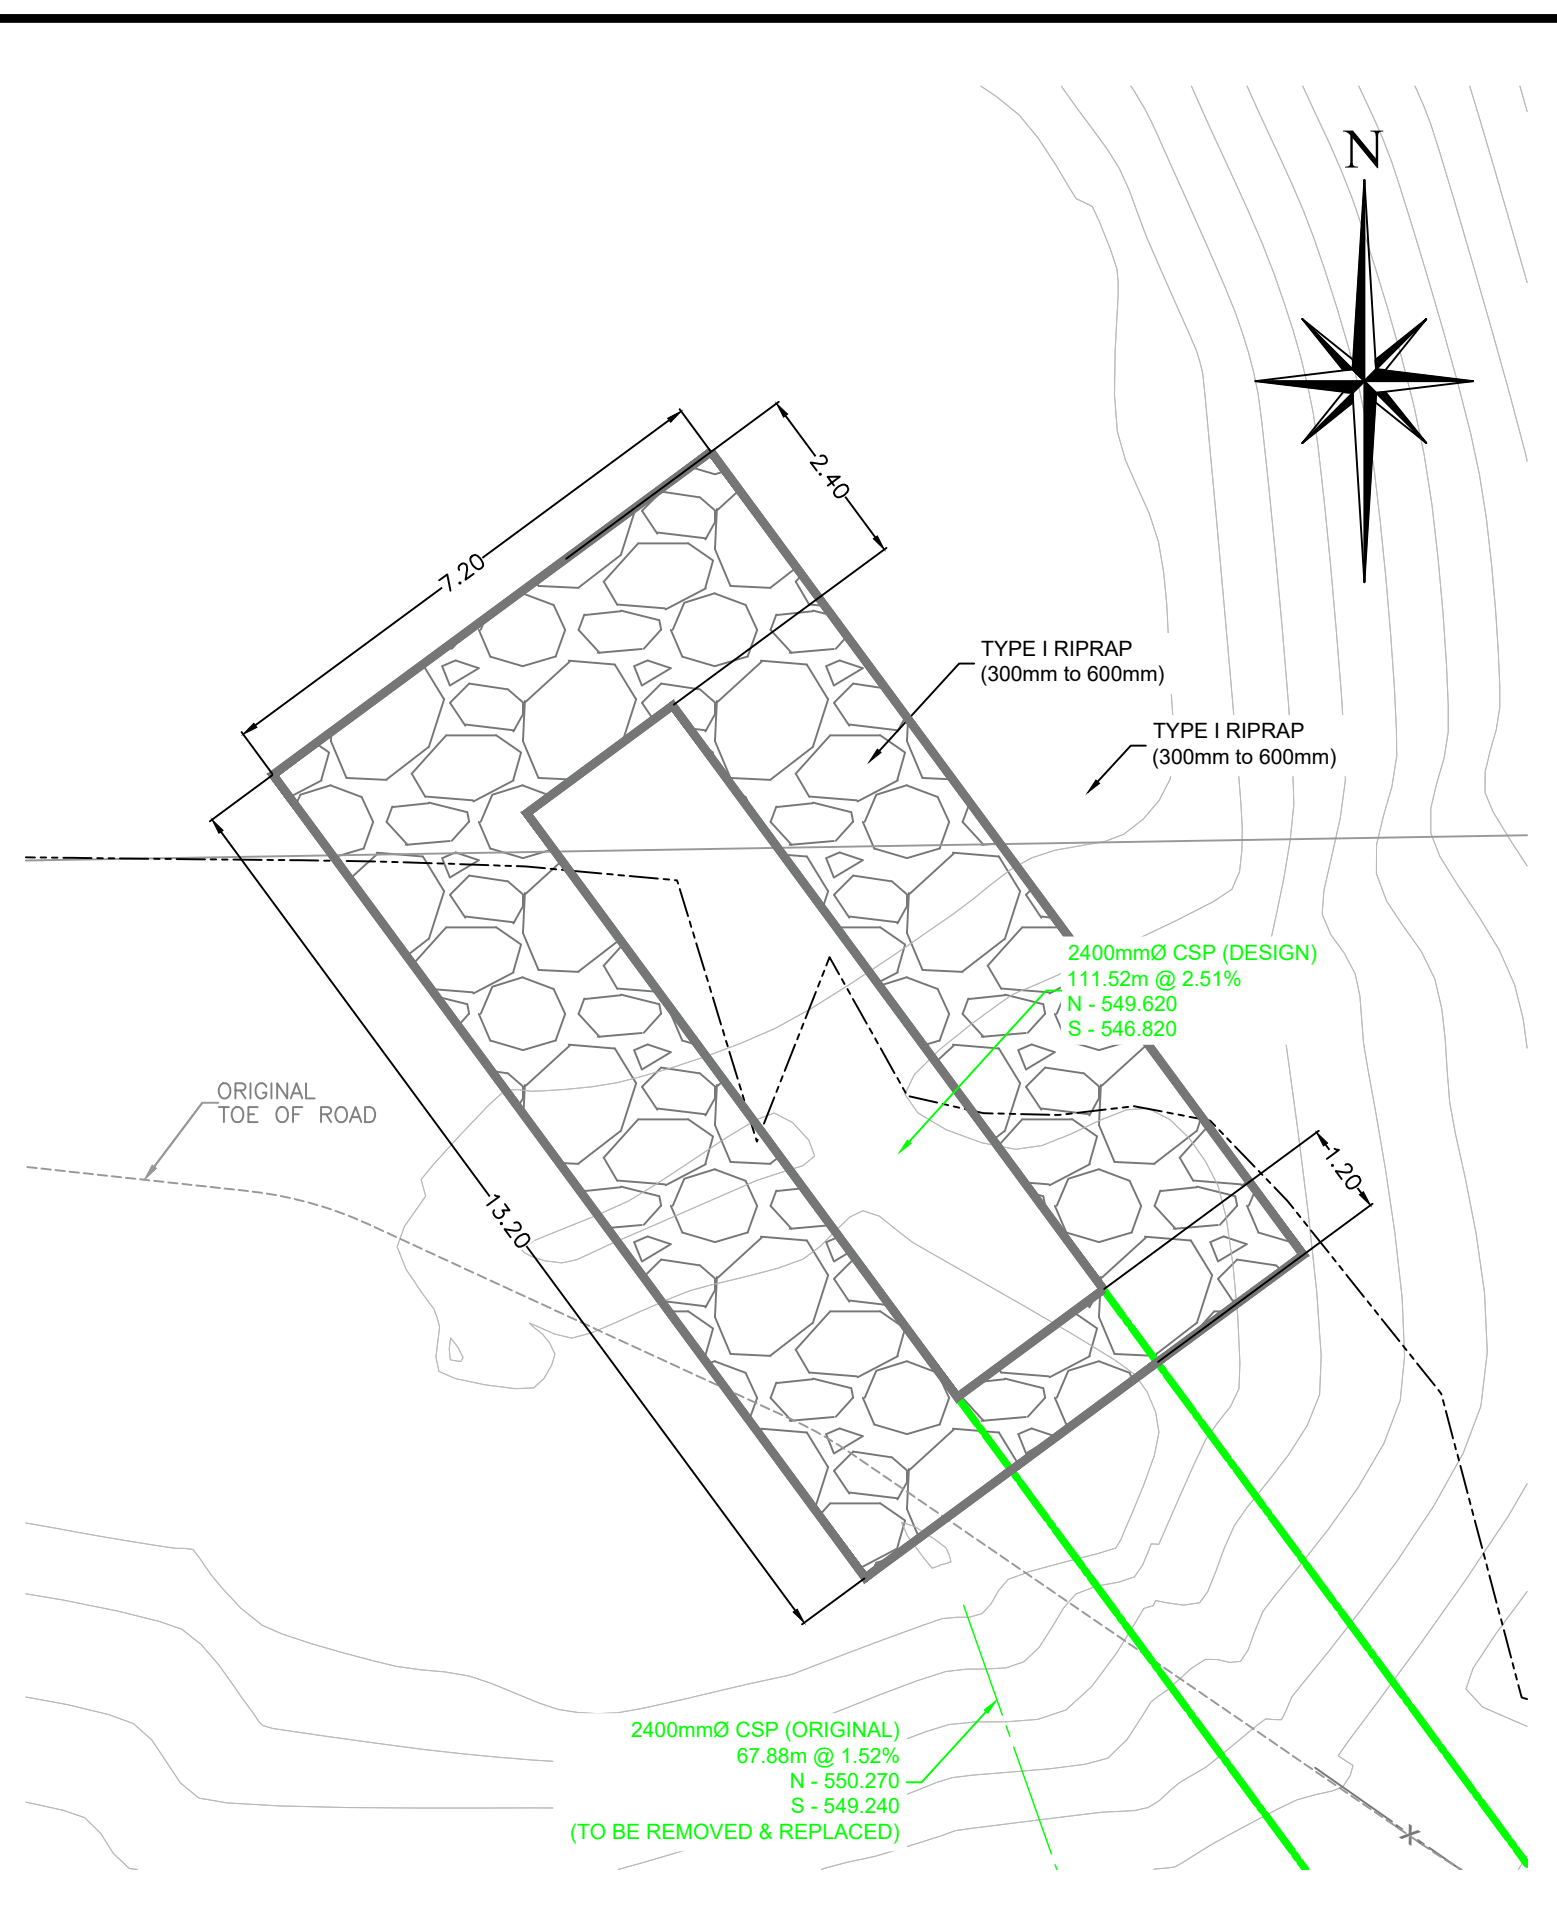 N
2.40
7.20
TYPE I RIPRAP
(300mm to 600mm)
TYPE I RIPRAP
(300mm to 600mm)
2400mmØ CSP (DESIGN)
111.52m @ 2.51%
N - 549.620
S - 546.820
ORIGINAL
TOE OF ROAD
1.20
13.20
2400mmØ CSP (ORIGINAL)
67.88m @ 1.52%
N - 550.270
S - 549.240
(TO BE REMOVED & REPLACED)